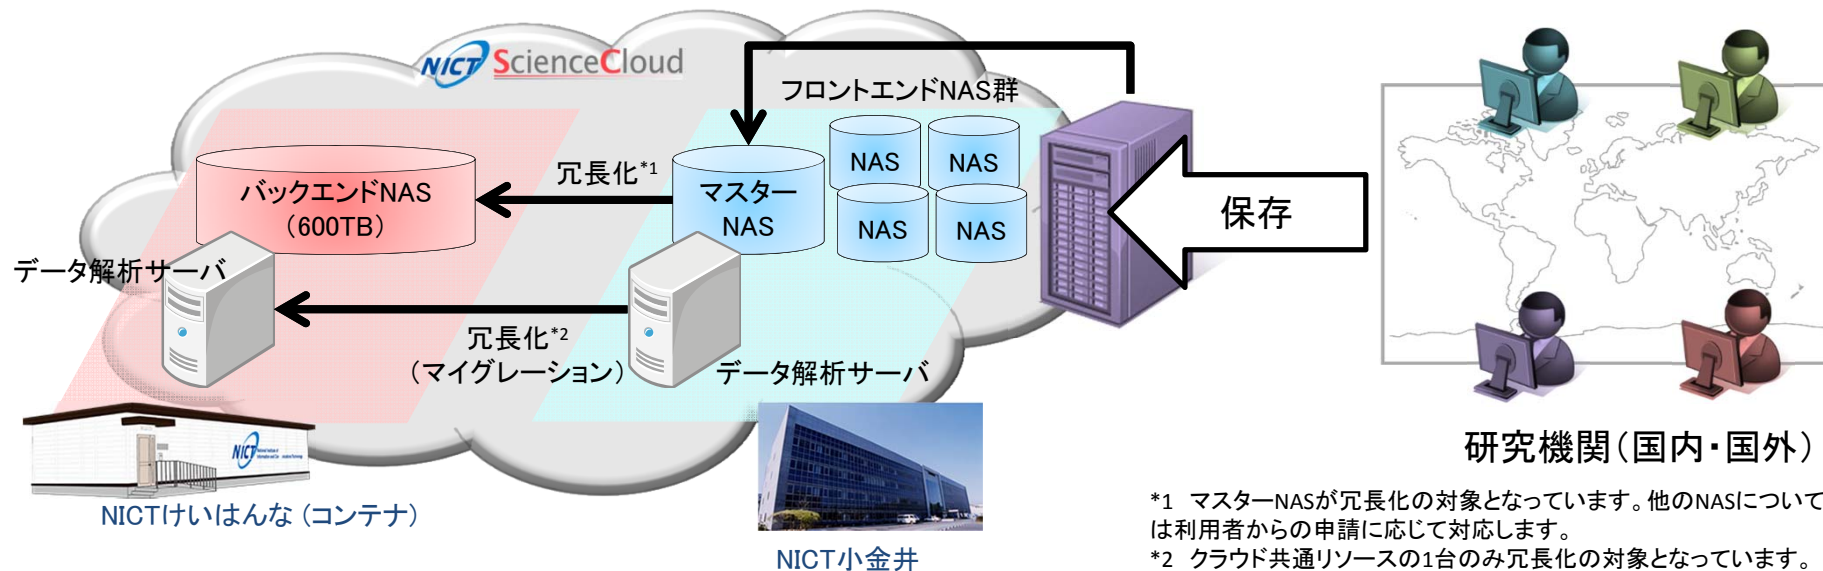 NICT ScienceCloud
フロントエンドNAS群
バックエンドNAS
（600TB）
冗長化*1
マスター
NAS
NAS
NAS
NAS
NAS
保存
データ解析サーバ
冗長化*2
（マイグレーション）
データ解析サーバ
NICT
NICTけいはんな（コンテナ）
NICT小金井
研究機関（国内・国外）
*1 マスターNASが冗長化の対象となっています。他のNASについて
は利用者からの申請に応じて対応します。
*2 クラウド共通リソースの1台のみ冗長化の対象となっています。